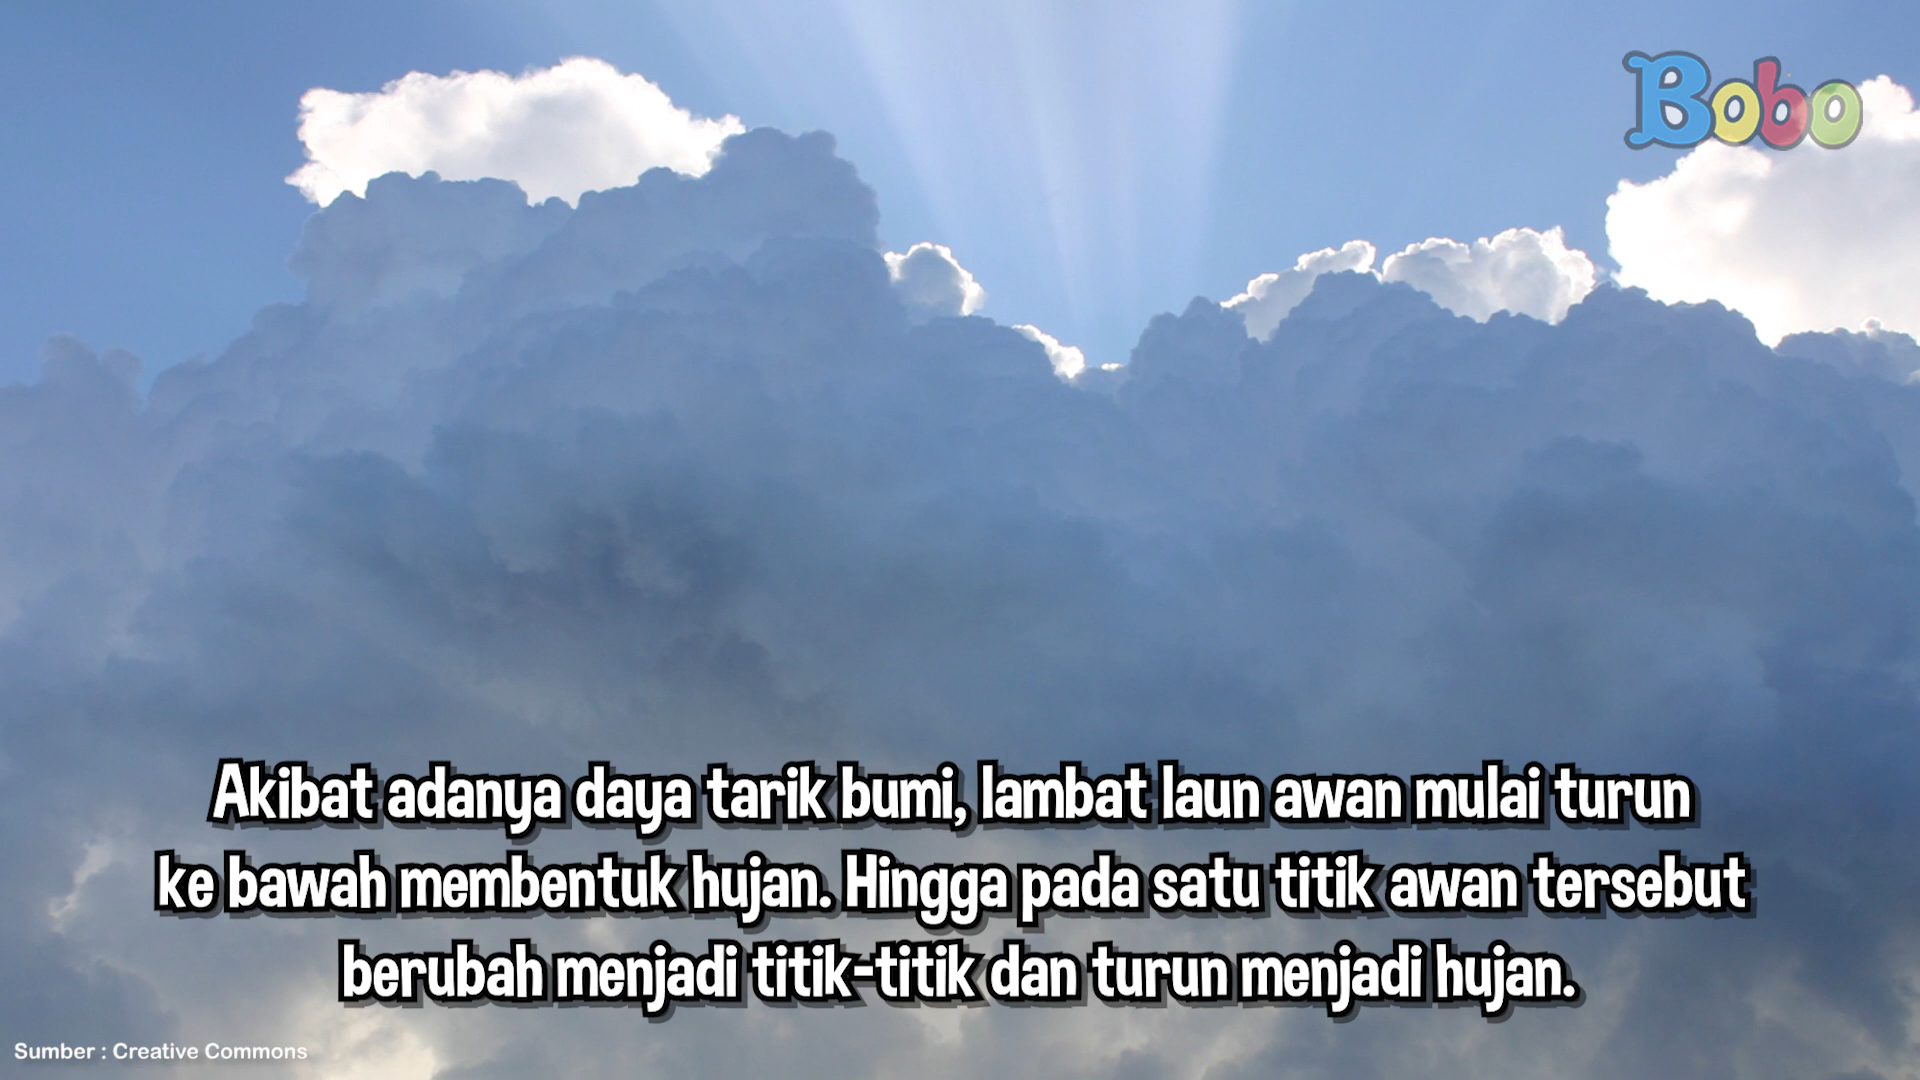 Bobo
Akibat adanya daya tarik bumi, lambat laun awan mulai turun
ke bawah membentuk hujan. Hingga pada satu titik awan tersebut
berubah menjadi titik-titik dan turun menjadi hujan.
Sumber : Creative Commons